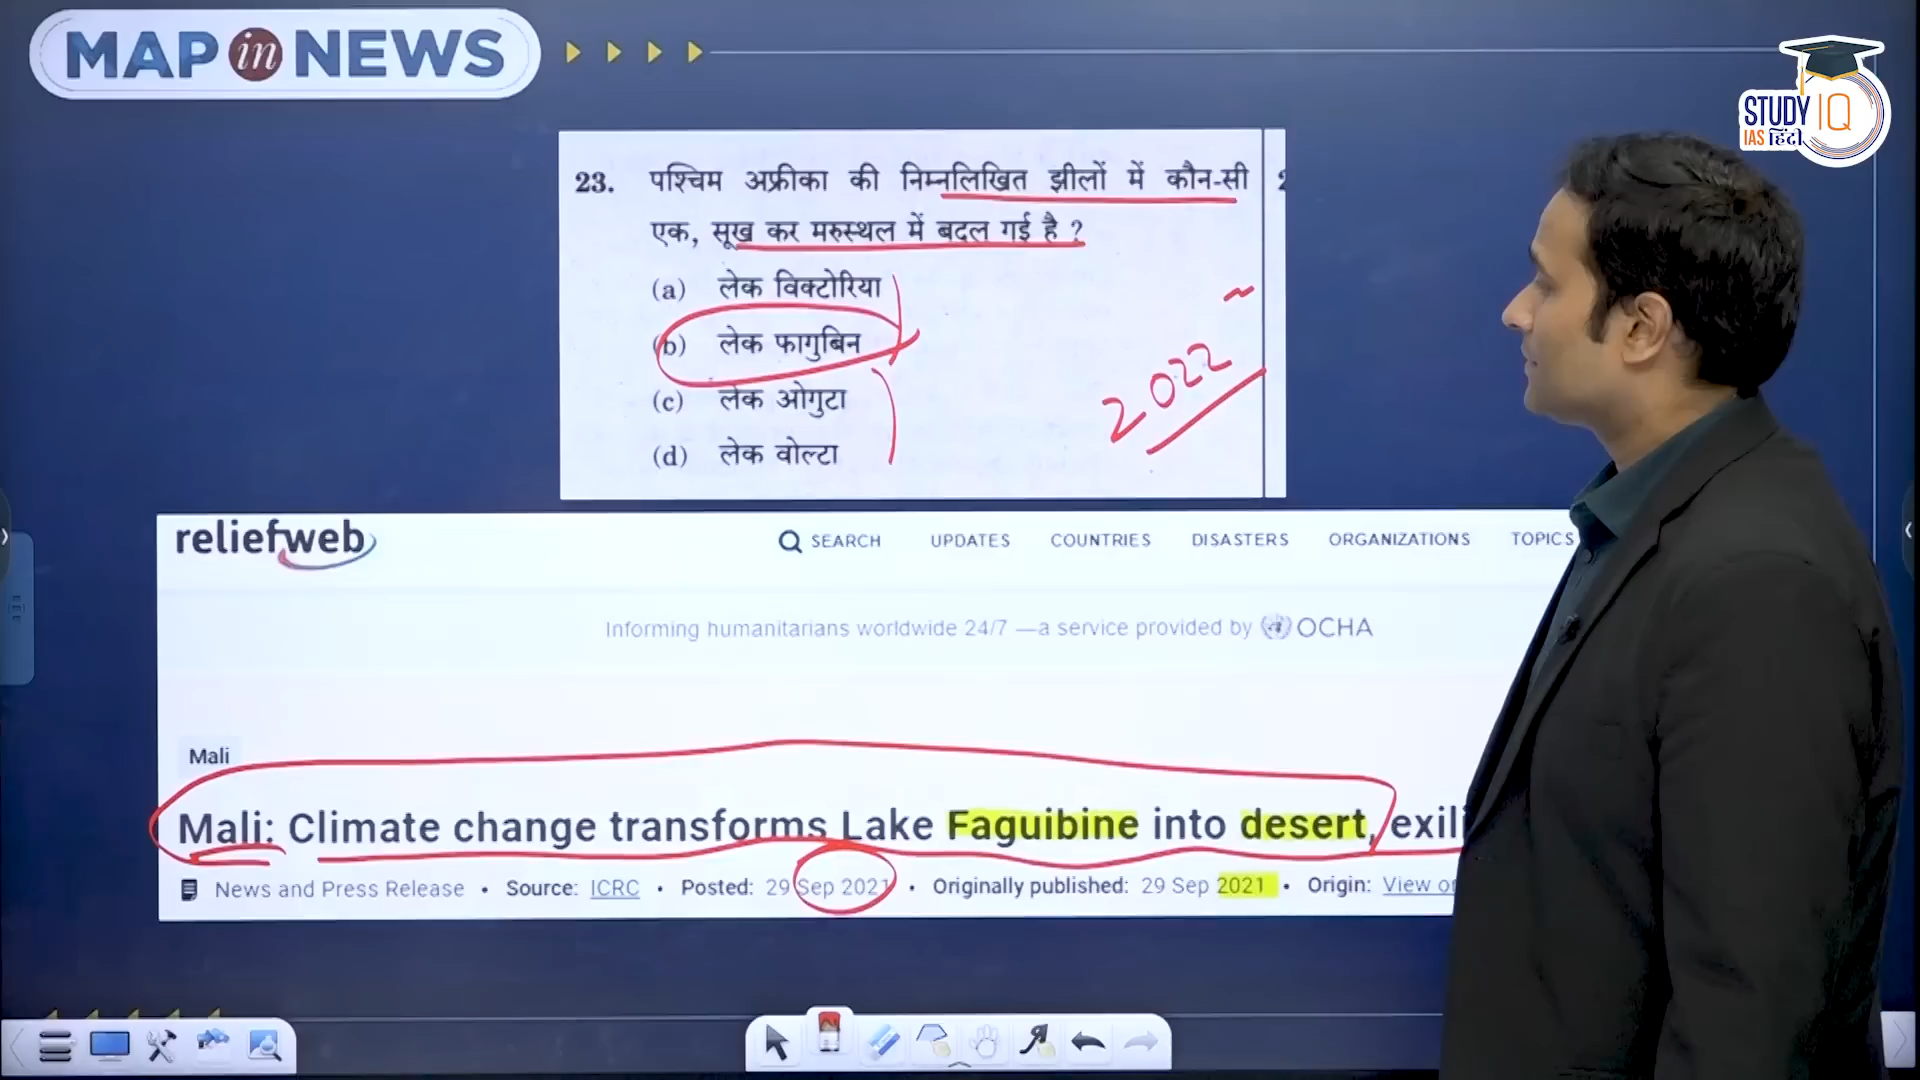 MAP in NEWS
STUDY IQ
IAS हिंदी
23. पश्चिम अफ्रीका की निम्नलिखित झीलों में कौन-सी
एक, सूख कर मरुस्थल में बदल गई है ?
(a) लेक विक्टोरिया
(b) लेक फागुबिन
(c) लेक ओगुटा
(d) लेक वोल्टा
2022
reliefweb
SEARCH UPDATES COUNTRIES DISASTERS ORGANIZATIONS TOPICS
Informing humanitarians worldwide 24/7 — a service provided by OCHA
Mali
Mali: Climate change transforms Lake Faguibine into desert, exili
News and Press Release • Source: ICRC • Posted: 29 Sep 2021 • Originally published: 29 Sep 2021 • Origin: View